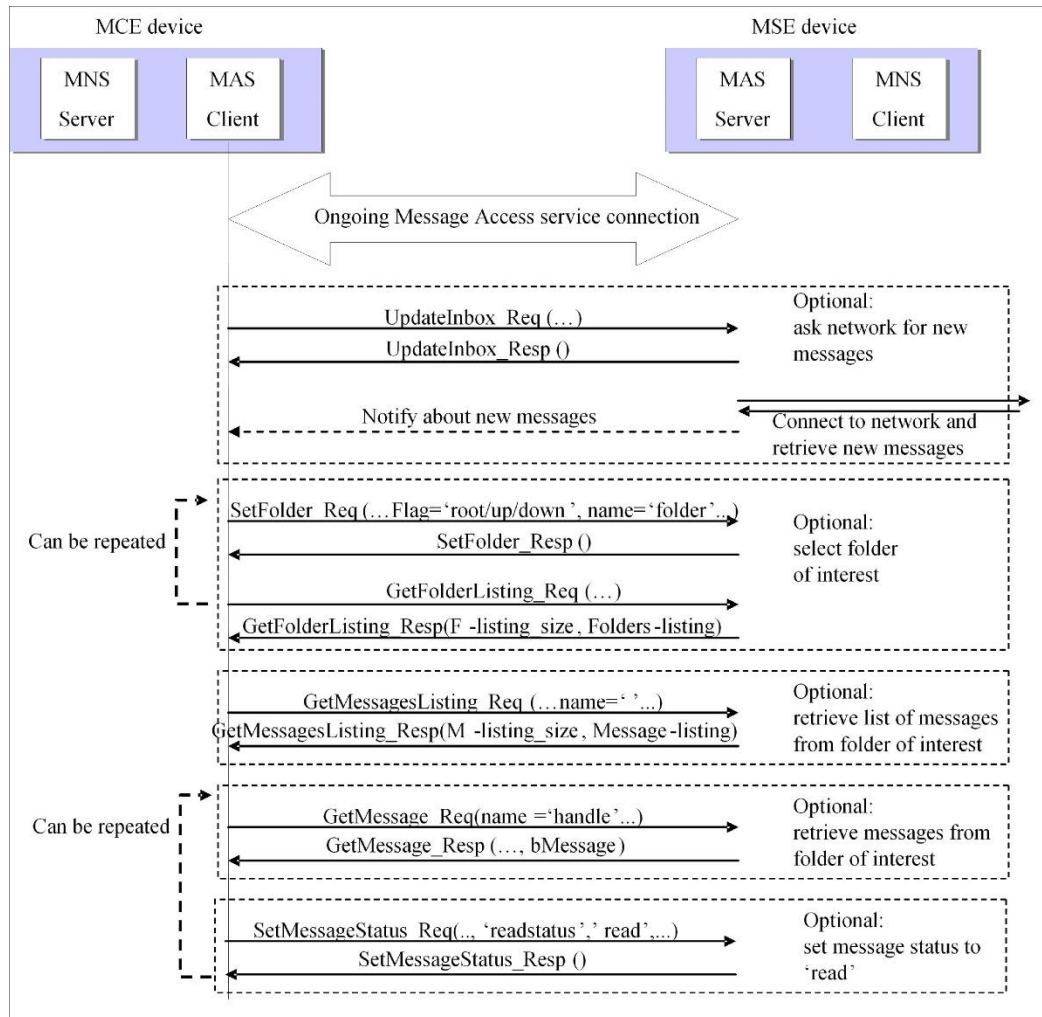 MCE device
MSE device
MNS
Server
MAS
Client
MAS
Server
MNS
Client
Ongoing Message Access service connection
UpdateInbox_Req (…)
UpdateInbox_Resp ()
Optional:
ask network for new
messages
Notify about new messages
Connect to network and
retrieve new messages
Can be repeated
SetFolder_Req (…Flag=‘root/up/down’, name=‘folder’...)
SetFolder_Resp ()
GetFolderListing_Req (…)
GetFolderListing_Resp(F -listing_size, Folders-listing)
Optional:
select folder
of interest
GetMessagesListing_Req (…name=‘ ’...)
GetMessagesListing_Resp(M -listing_size, Message-listing)
Optional:
retrieve list of messages
from folder of interest
Can be repeated
GetMessage_Req(name =‘handle’...)
GetMessage_Resp (…, bMessage)
Optional:
retrieve messages from
folder of interest
SetMessageStatus_Req(.., ‘readstatus’,’ read’,...)
SetMessageStatus_Resp ()
Optional:
set message status to
‘read’